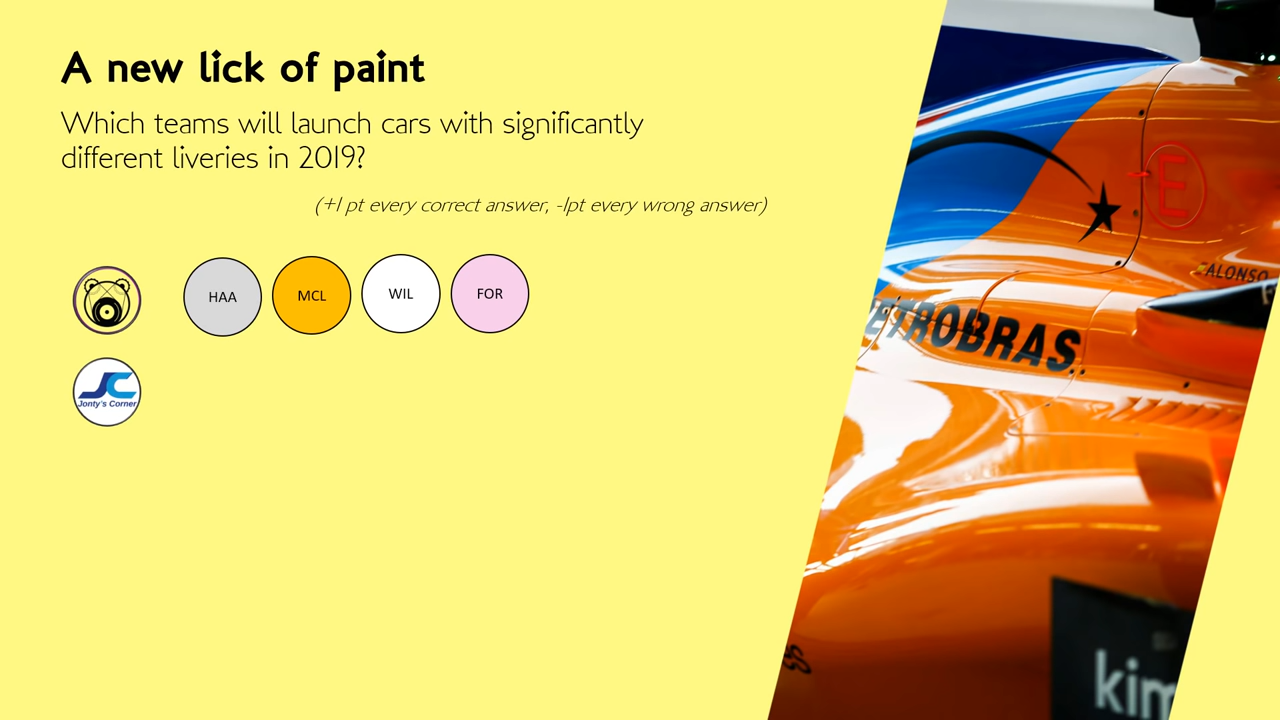 A new lick of paint
Which teams will launch cars with significantly
different liveries in 2019?
(+1 pt every correct answer, -1pt every wrong answer)
HAA MCL WIL FOR
JC
Jonty's Corner
E
ALONSO
ETROBRAS
kim